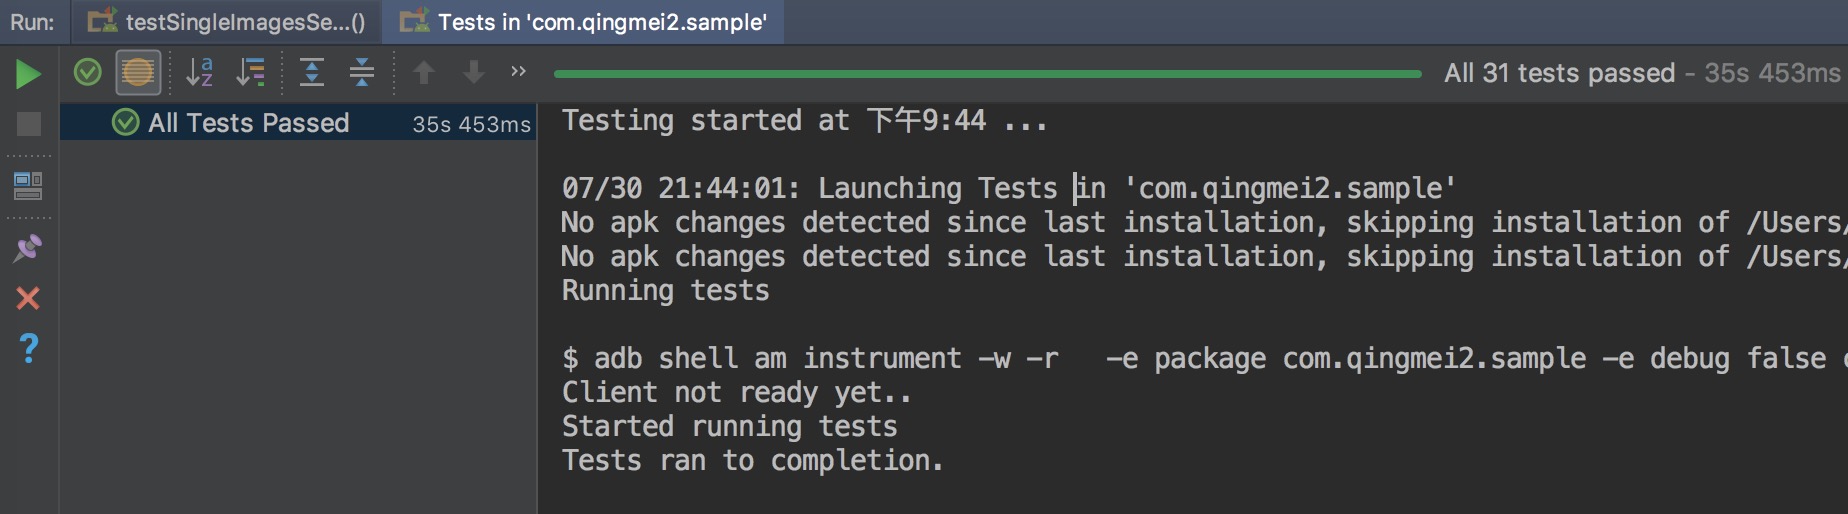 Run: testSingleImagesSe...() Tests in 'com.qingmei2.sample'
All 31 tests passed - 35s 453ms
All Tests Passed 35s 453ms
Testing started at 下午9:44 ...
07/30 21:44:01: Launching Tests in 'com.qingmei2.sample'
No apk changes detected since last installation, skipping installation of /Users/
No apk changes detected since last installation, skipping installation of /Users/
Running tests
$ adb shell am instrument -w -r   -e package com.qingmei2.sample -e debug false
Client not ready yet..
Started running tests
Tests ran to completion.